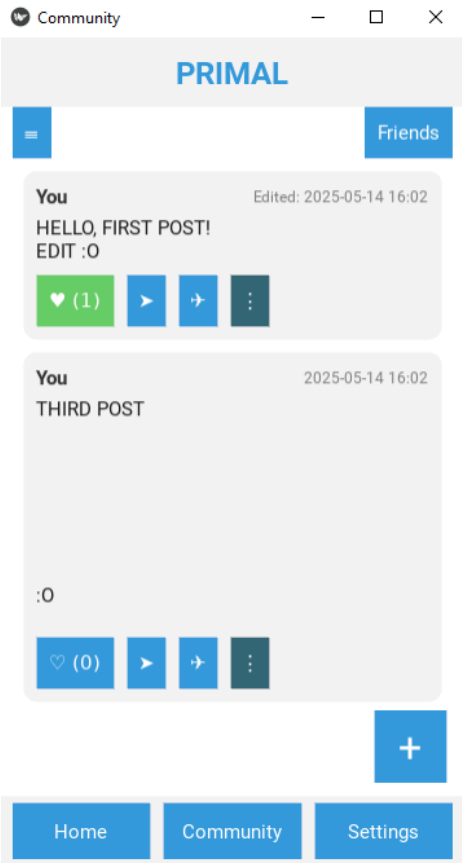 Community
PRIMAL
≡
Friends
You
Edited: 2025-05-14 16:02
HELLO, FIRST POST!
EDIT :O
♥ (1)
➤
✈
⋮
You
2025-05-14 16:02
THIRD POST
:O
♡ (0)
➤
✈
⋮
+
Home
Community
Settings